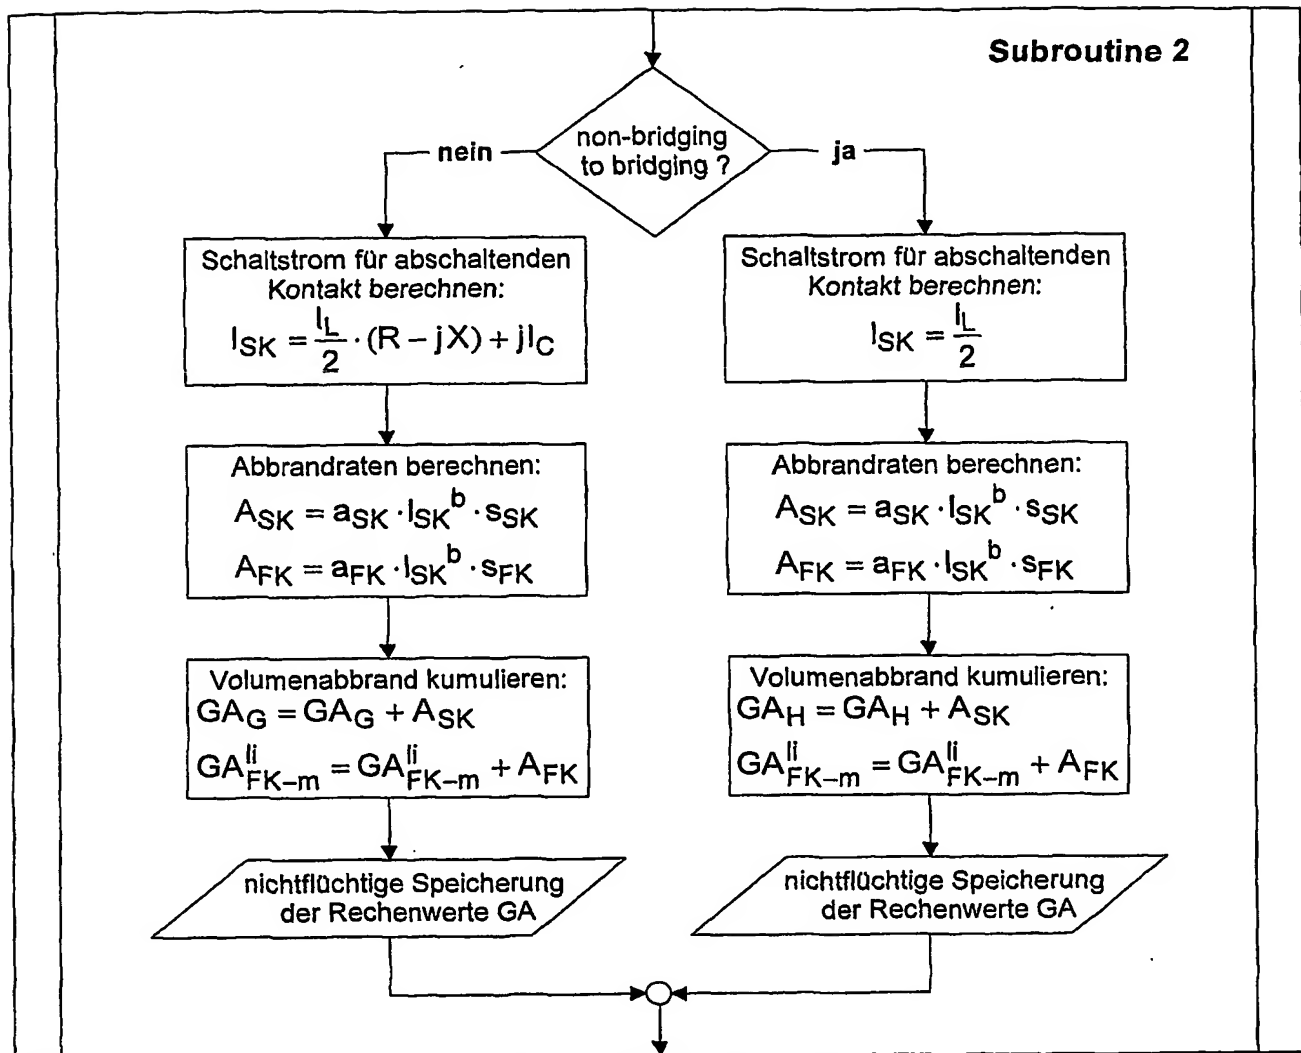 Subroutine 2
non-bridging
to bridging ?
nein
ja
Schaltstrom für abschaltenden
Kontakt berechnen:
I_SK = I_L/2 · (R − jX) + jI_C
Abbrandraten berechnen:
A_SK = a_SK · I_SK^b · s_SK
A_FK = a_FK · I_SK^b · s_FK
Volumenabbrand kumulieren:
GA_G = GA_G + A_SK
GA^li_FK–m = GA^li_FK–m + A_FK
nichtflüchtige Speicherung
der Rechenwerte GA
Schaltstrom für abschaltenden
Kontakt berechnen:
I_SK = I_L/2
Abbrandraten berechnen:
A_SK = a_SK · I_SK^b · s_SK
A_FK = a_FK · I_SK^b · s_FK
Volumenabbrand kumulieren:
GA_H = GA_H + A_SK
GA^li_FK–m = GA^li_FK–m + A_FK
nichtflüchtige Speicherung
der Rechenwerte GA